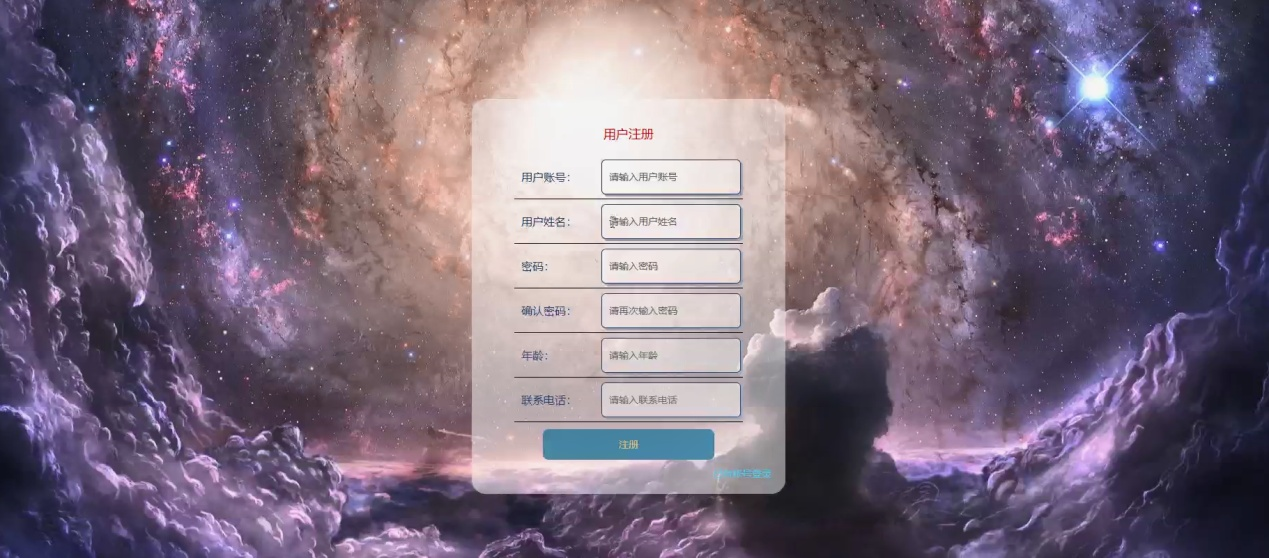 用户注册
用户账号： 请输入用户账号
用户姓名： 请输入用户姓名
密码： 请输入密码
确认密码： 请再次输入密码
年龄： 请输入年龄
联系电话： 请输入联系电话
注册